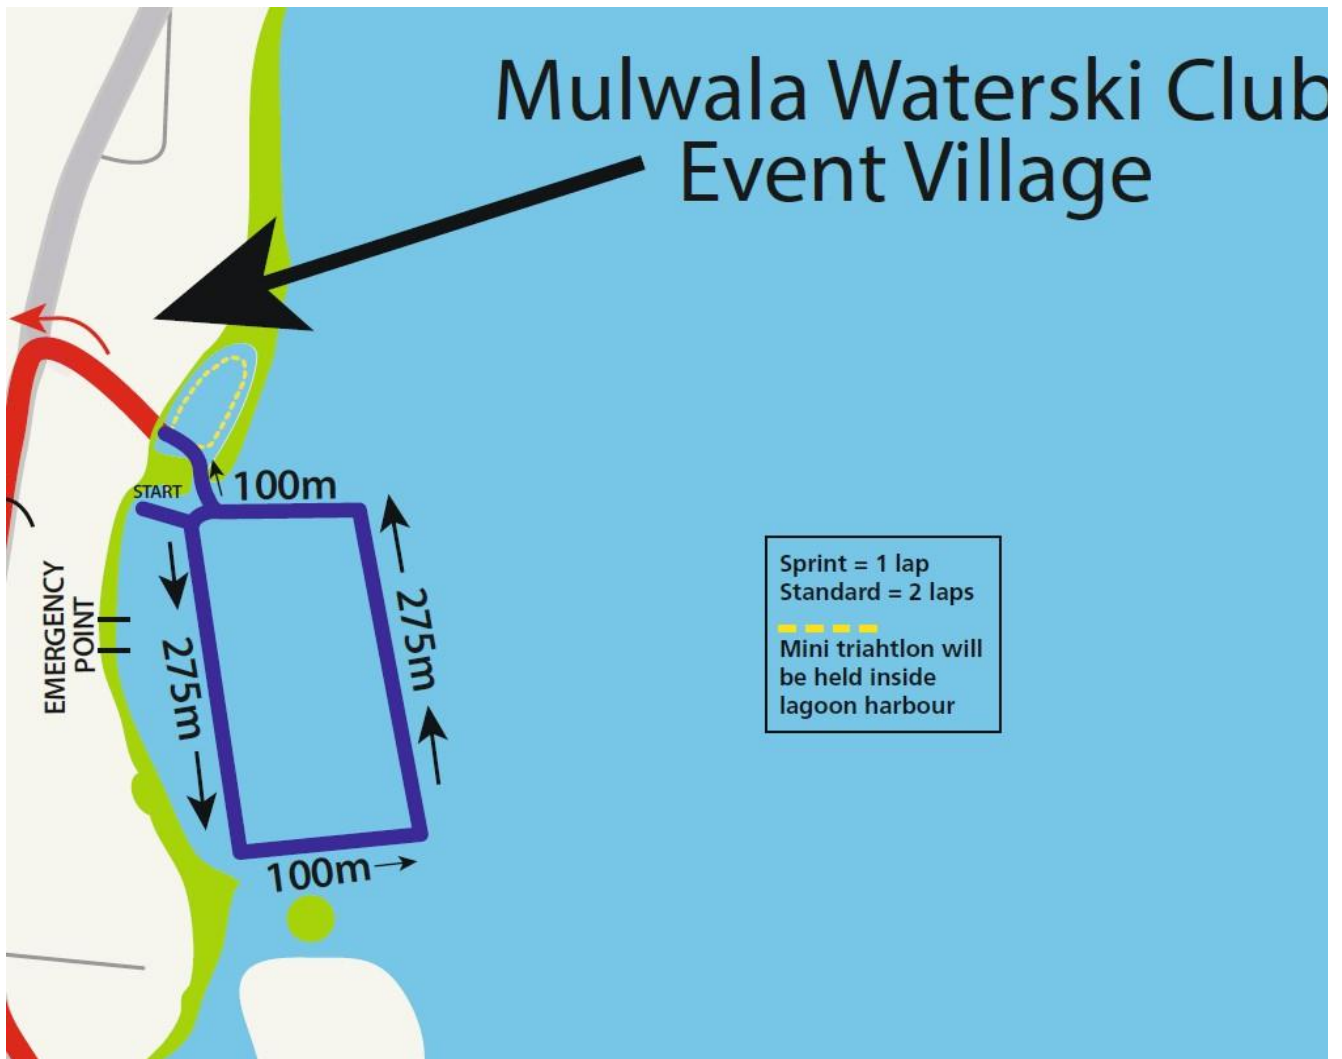 Mulwala Waterski Club
Event Village
START
100m
EMERGENCY
POINT
275m
275m
100m
Sprint = 1 lap
Standard = 2 laps
Mini triahtlon will
be held inside
lagoon harbour